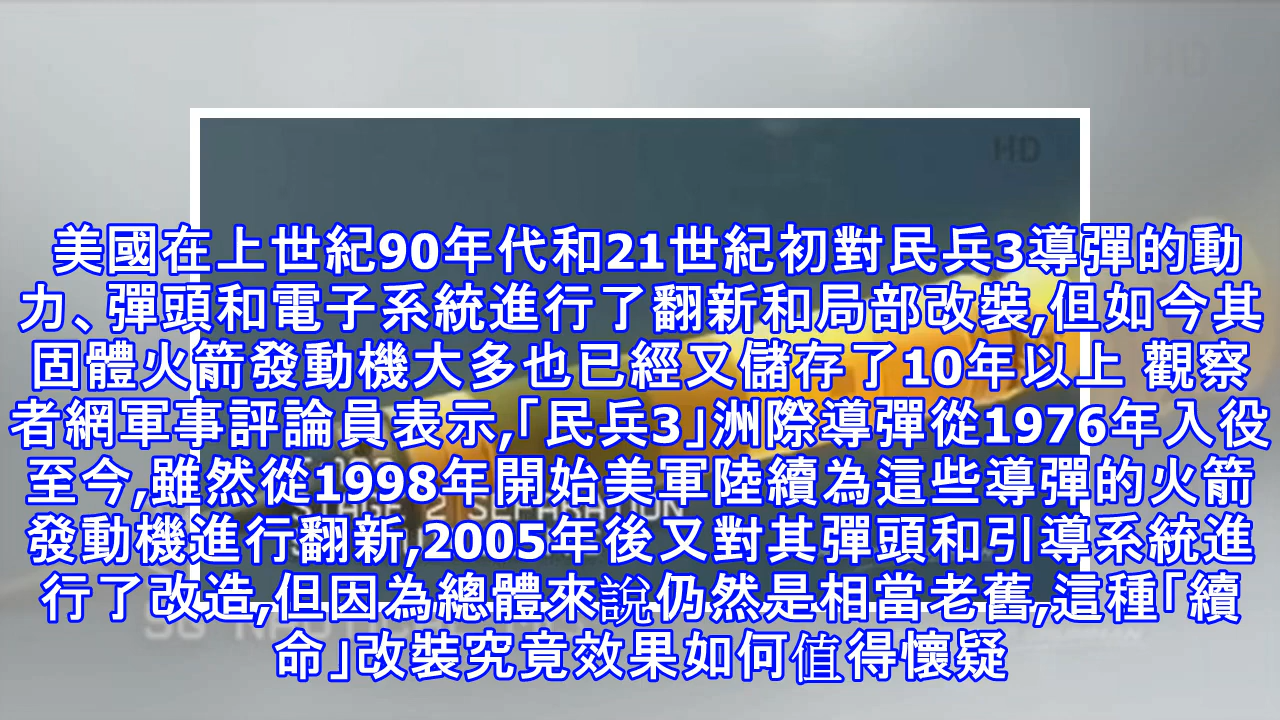 HD
HD
美國在上世紀90年代和21世紀初對民兵3導彈的動
力、彈頭和電子系統進行了翻新和局部改裝,但如今其
固體火箭發動機大多也已經又儲存了10年以上 觀察
者網軍事評論員表示,「民兵3」洲際導彈從1976年入役
至今,雖然從1998年開始美軍陸續為這些導彈的火箭
發動機進行翻新,2005年後又對其彈頭和引導系統進
行了改造,但因為總體來説仍然是相當老舊,這種「續
命」改裝究竟效果如何值得懷疑
STAGE 2 SEPARATION